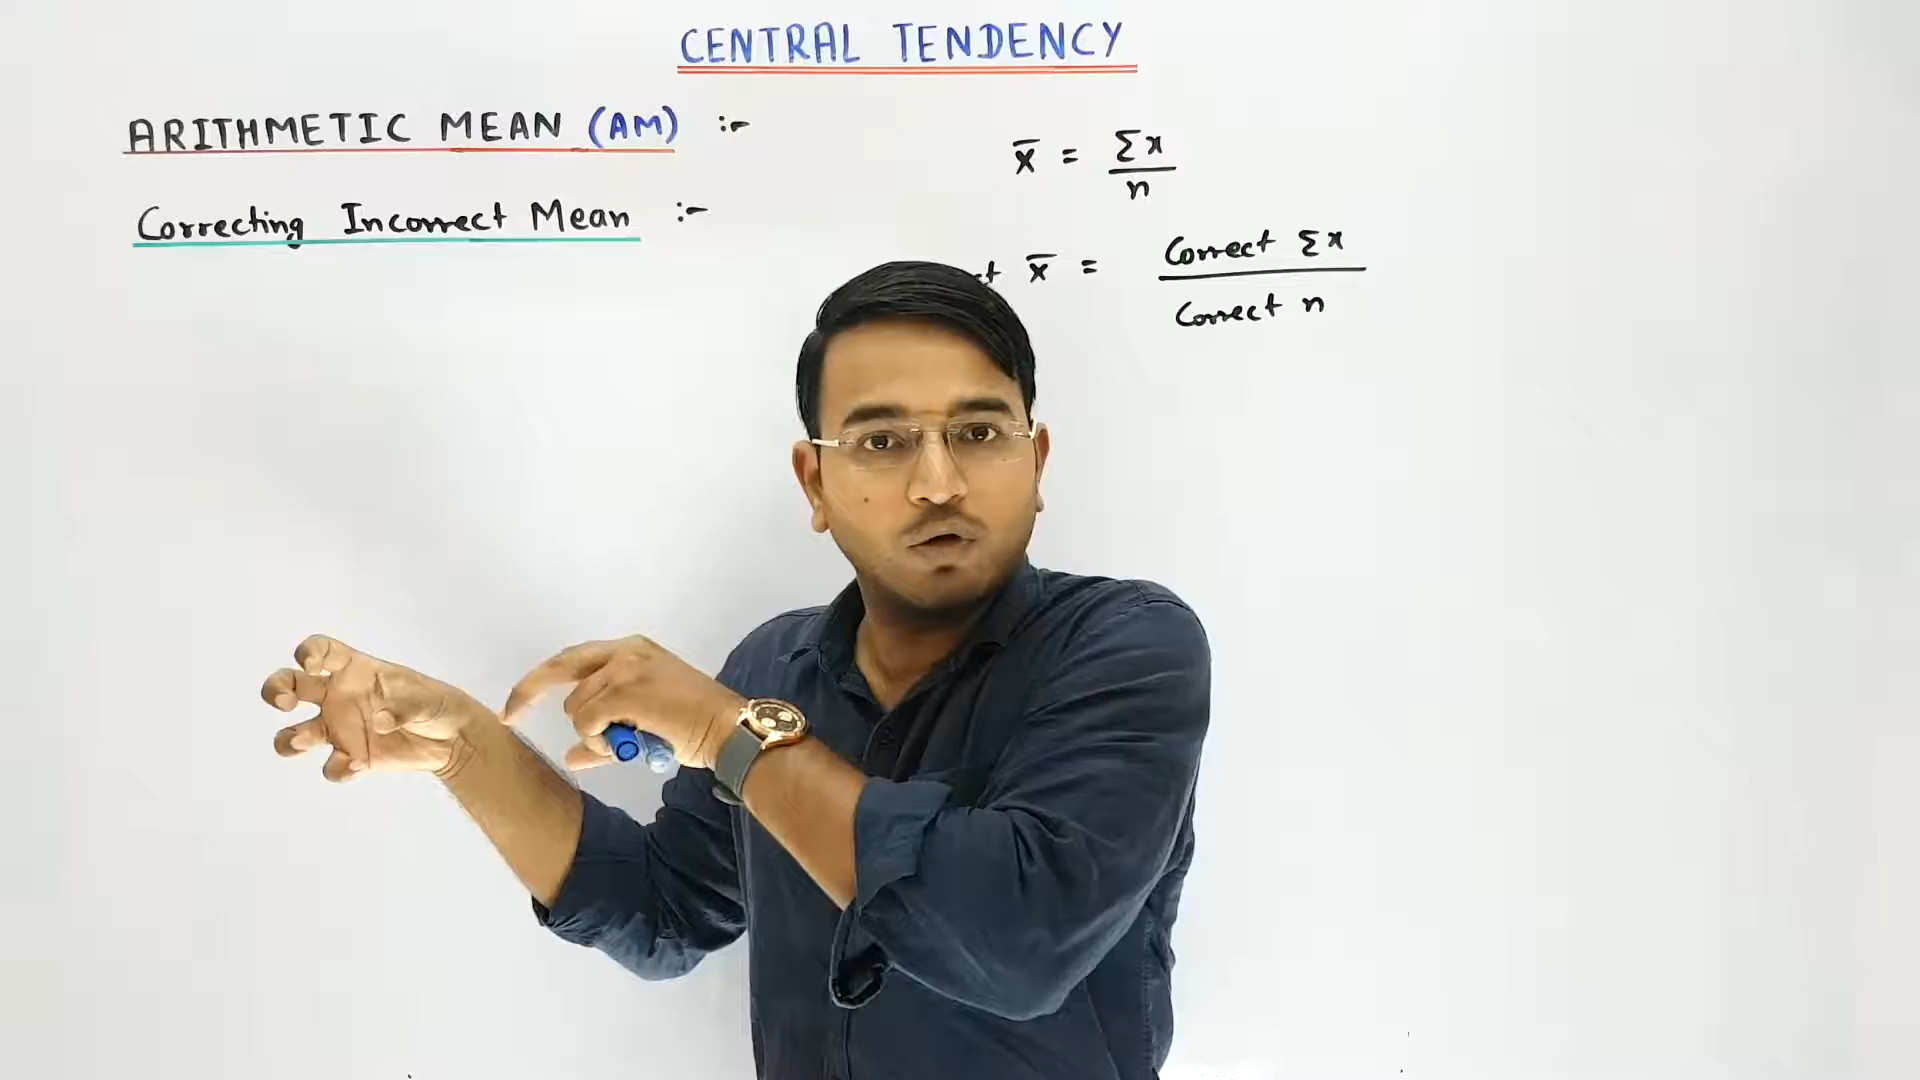 CENTRAL TENDENCY
ARITHMETIC MEAN (AM) :-
x̄ = Σx / n
Correcting Incorrect Mean :-
x̄ = Correct Σx / Correct n